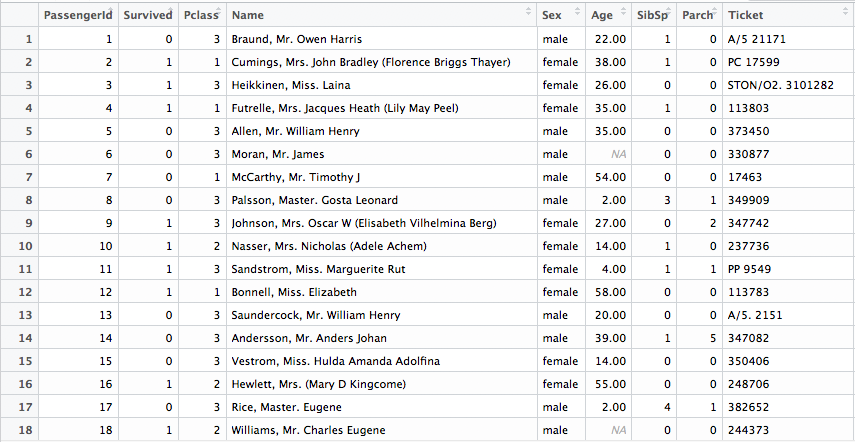 PassengerId Survived Pclass Name Sex Age SibSp Parch Ticket
1 1 0 3 Braund, Mr. Owen Harris male 22.00 1 0 A/5 21171
2 2 1 1 Cumings, Mrs. John Bradley (Florence Briggs Thayer) female 38.00 1 0 PC 17599
3 3 1 3 Heikkinen, Miss. Laina female 26.00 0 0 STON/O2. 3101282
4 4 1 1 Futrelle, Mrs. Jacques Heath (Lily May Peel) female 35.00 1 0 113803
5 5 0 3 Allen, Mr. William Henry male 35.00 0 0 373450
6 6 0 3 Moran, Mr. James male NA 0 0 330877
7 7 0 1 McCarthy, Mr. Timothy J male 54.00 0 0 17463
8 8 0 3 Palsson, Master. Gosta Leonard male 2.00 3 1 349909
9 9 1 3 Johnson, Mrs. Oscar W (Elisabeth Vilhelmina Berg) female 27.00 0 2 347742
10 10 1 2 Nasser, Mrs. Nicholas (Adele Achem) female 14.00 1 0 237736
11 11 1 3 Sandstrom, Miss. Marguerite Rut female 4.00 1 1 PP 9549
12 12 1 1 Bonnell, Miss. Elizabeth female 58.00 0 0 113783
13 13 0 3 Saundercock, Mr. William Henry male 20.00 0 0 A/5. 2151
14 14 0 3 Andersson, Mr. Anders Johan male 39.00 1 5 347082
15 15 0 3 Vestrom, Miss. Hulda Amanda Adolfina female 14.00 0 0 350406
16 16 1 2 Hewlett, Mrs. (Mary D Kingcome) female 55.00 0 0 248706
17 17 0 3 Rice, Master. Eugene male 2.00 4 1 382652
18 18 1 2 Williams, Mr. Charles Eugene male NA 0 0 244373